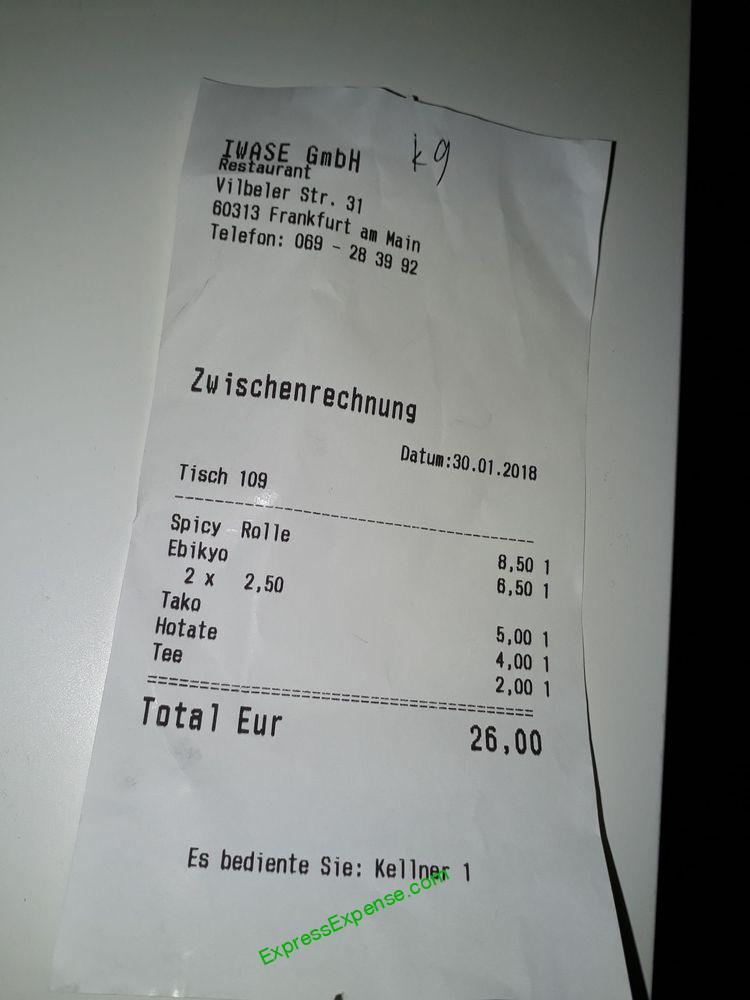 IWASE GmbH kg
Restaurant
Vilbeler Str. 31
60313 Frankfurt am Main
Telefon: 069 - 28 39 92
Zwischenrechnung
Datum:30.01.2018
Tisch 109
Spicy Rolle 8,50 1
Ebikyo 6,50 1
2 x 2,50
Tako 5,00 1
Hotate 4,00 1
Tee 2,00 1
Total Eur 26,00
Es bediente Sie: Kellner 1
ExpressExpense.com